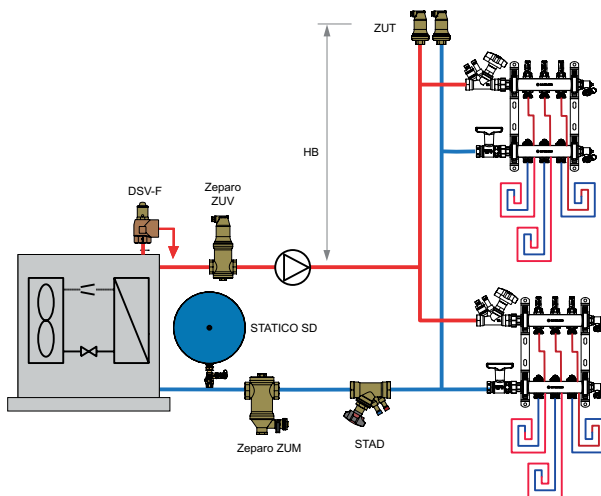 ZUT
HB
DSV-F
Zeparo
ZUV
STATICO SD
Zeparo ZUM
STAD